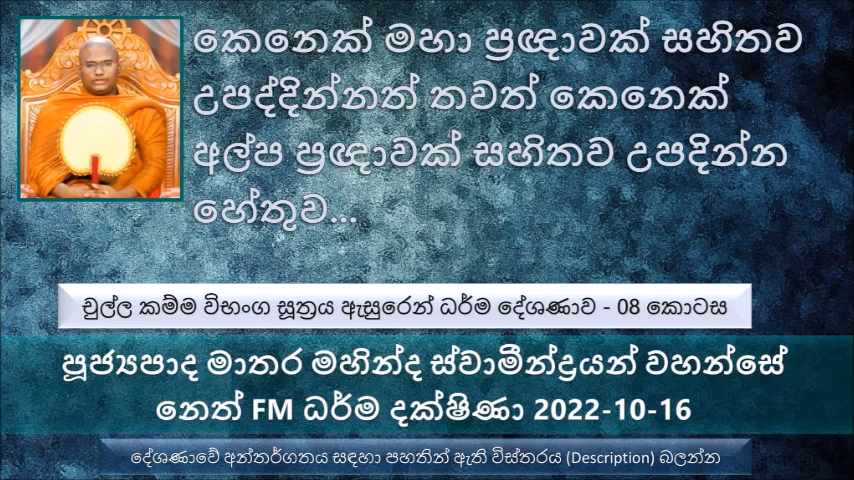 කෙනෙක් මහා ප්‍රඥාවක් සහිතව
උපද්දින්නත් තවත් කෙනෙක්
අල්ප ප්‍රඥාවක් සහිතව උපදින්න
හේතුව...
චුල්ල කම්ම විභංග සූත්‍රය ඇසුරෙන් ධර්ම දේශණාව - 08 කොටස
පූජ්‍යපාද මාතර මහින්ද ස්වාමීන්ද්‍රයන් වහන්සේ
නෙත් FM ධර්ම දක්ෂිණා 2022-10-16
දේශණාවේ අන්තර්ගතය සඳහා පහතින් ඇති විස්තරය (Description) බලන්න